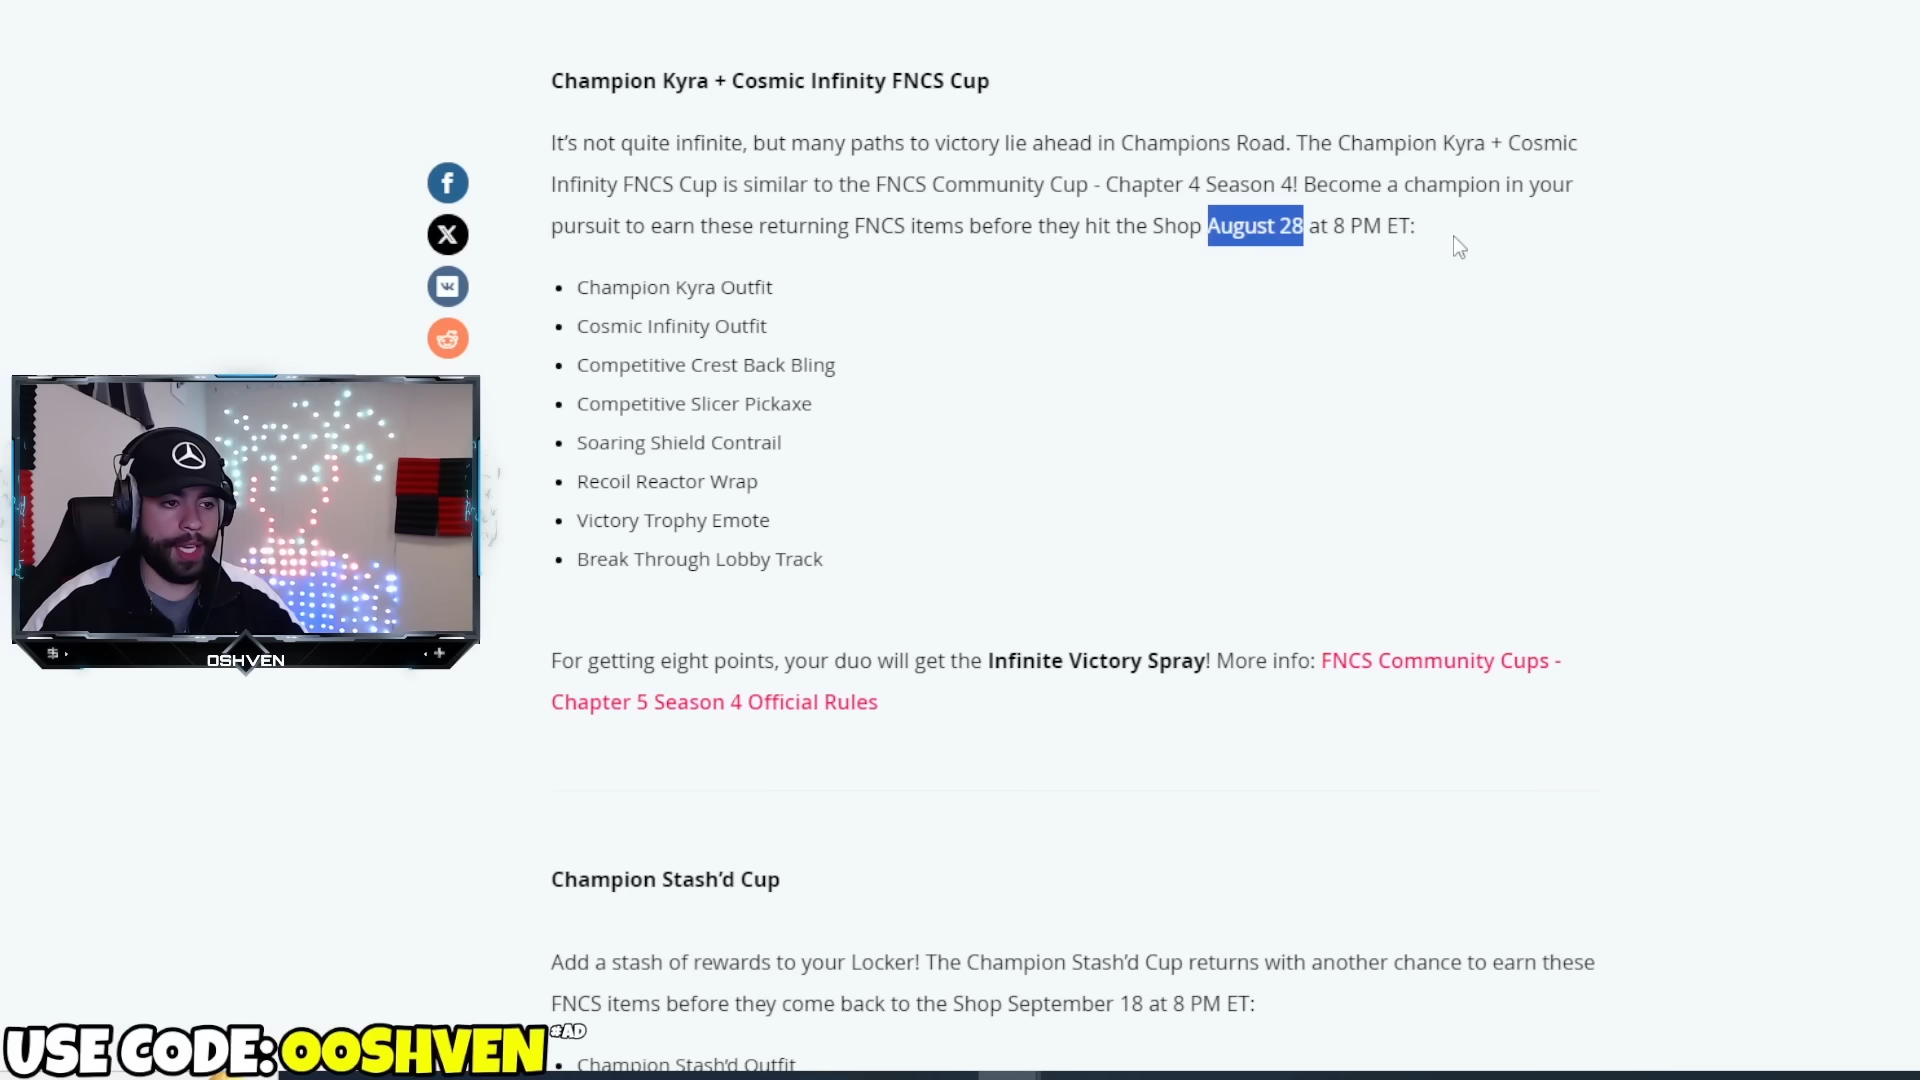 Champion Kyra + Cosmic Infinity FNCS Cup
It's not quite infinite, but many paths to victory lie ahead in Champions Road. The Champion Kyra + Cosmic
Infinity FNCS Cup is similar to the FNCS Community Cup - Chapter 4 Season 4! Become a champion in your
pursuit to earn these returning FNCS items before they hit the Shop August 28 at 8 PM ET:
• Champion Kyra Outfit
• Cosmic Infinity Outfit
• Competitive Crest Back Bling
• Competitive Slicer Pickaxe
• Soaring Shield Contrail
• Recoil Reactor Wrap
• Victory Trophy Emote
• Break Through Lobby Track
OSHVEN
For getting eight points, your duo will get the Infinite Victory Spray! More info: FNCS Community Cups -
Chapter 5 Season 4 Official Rules
Champion Stash'd Cup
Add a stash of rewards to your Locker! The Champion Stash'd Cup returns with another chance to earn these
FNCS items before they come back to the Shop September 18 at 8 PM ET:
• Champion Stash'd Outfit
USE CODE: OOSHVEN #AD